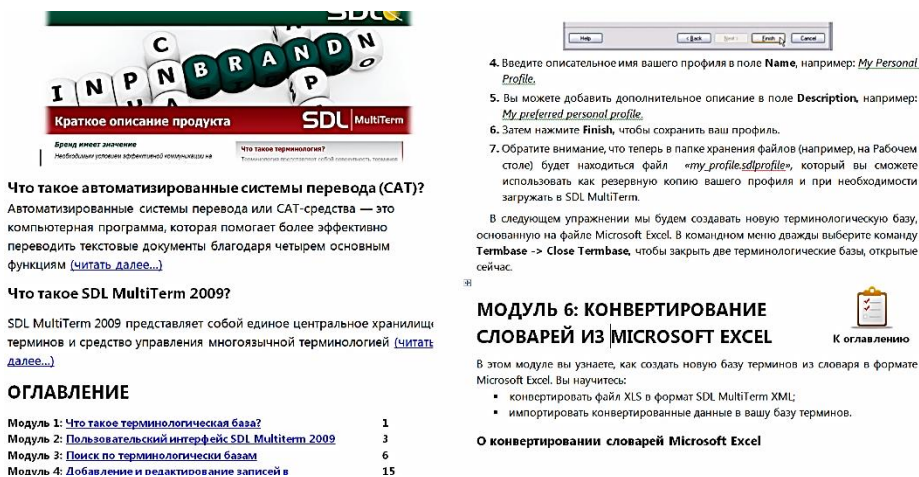 SDL
C
A
P
I N P N B R A N D N
C
A
P
Краткое описание продукта
SDL MultiTerm
Бренд имеет значение
Необходимым условием эффективной коммуникации на
Что такое терминология?
Что такое автоматизированные системы перевода (CAT)?
Автоматизированные системы перевода или CAT-средства — это
компьютерная программа, которая помогает более эффективно
переводить текстовые документы благодаря четырем основным
функциям (читать далее...)
Что такое SDL MultiTerm 2009?
SDL MultiTerm 2009 представляет собой единое центральное хранилище
терминов и средство управления многоязычной терминологией (читать
далее...)
ОГЛАВЛЕНИЕ
Модуль 1: Что такое терминологическая база? 1
Модуль 2: Пользовательский интерфейс SDL Multiterm 2009 3
Модуль 3: Поиск по терминологически базам 6
Модуль 4: Добавление и редактирование записей в 15
Help < Back Next > Finish Cancel
4. Введите описательное имя вашего профиля в поле Name, например: My Personal
Profile.
5. Вы можете добавить дополнительное описание в поле Description, например:
My preferred personal profile.
6. Затем нажмите Finish, чтобы сохранить ваш профиль.
7. Обратите внимание, что теперь в папке хранения файлов (например, на Рабочем
столе) будет находиться файл «my_profile.sdlprofile», который вы сможете
использовать как резервную копию вашего профиля и при необходимости
загружать в SDL MultiTerm.
В следующем упражнении мы будем создавать новую терминологическую базу,
основанную на файле Microsoft Excel. В командном меню дважды выберите команду
Termbase -> Close Termbase, чтобы закрыть две терминологические базы, открытые
сейчас.
МОДУЛЬ 6: КОНВЕРТИРОВАНИЕ
СЛОВАРЕЙ ИЗ MICROSOFT EXCEL
К оглавлению
В этом модуле вы узнаете, как создать новую базу терминов из словаря в формате
Microsoft Excel. Вы научитесь:
▪ конвертировать файл XLS в формат SDL MultiTerm XML;
▪ импортировать конвертированные данные в вашу базу терминов.
О конвертировании словарей Microsoft Excel